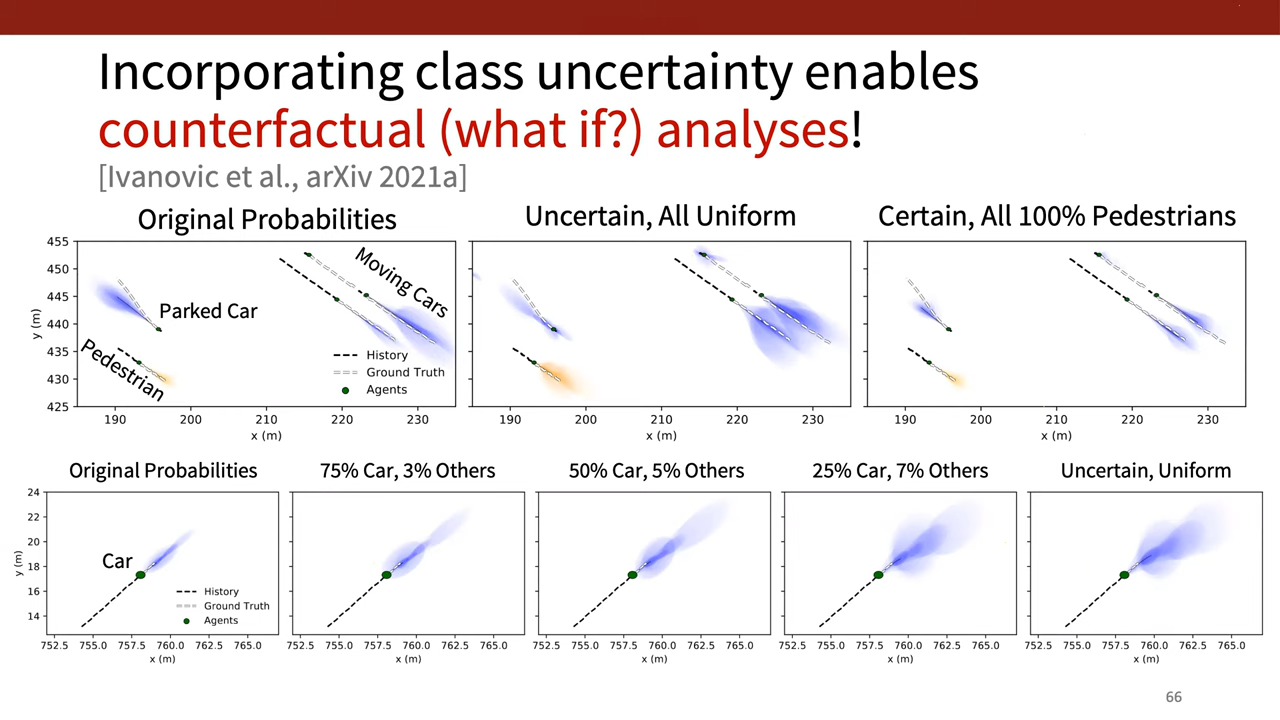 Incorporating class uncertainty enables
counterfactual (what if?) analyses!
[Ivanovic et al., arXiv 2021a]
Original Probabilities
Uncertain, All Uniform
Certain, All 100% Pedestrians
455
450
445
440
435
430
425
y (m)
Parked Car
Moving Cars
Pedestrian
History
Ground Truth
Agents
190 200 210 220 230
x (m)
190 200 210 220 230
x (m)
190 200 210 220 230
x (m)
Original Probabilities
75% Car, 3% Others
50% Car, 5% Others
25% Car, 7% Others
Uncertain, Uniform
24
22
20
18
16
14
y (m)
Car
History
Ground Truth
Agents
752.5 755.0 757.5 760.0 762.5 765.0
x (m)
752.5 755.0 757.5 760.0 762.5 765.0
x (m)
752.5 755.0 757.5 760.0 762.5 765.0
x (m)
752.5 755.0 757.5 760.0 762.5 765.0
x (m)
752.5 755.0 757.5 760.0 762.5 765.0
x (m)
66